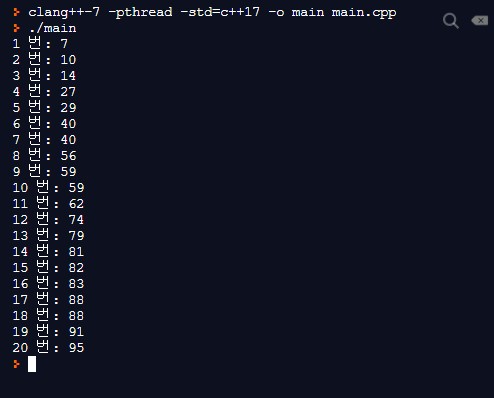 > clang++-7 -pthread -std=c++17 -o main main.cpp
> ./main
1 번: 7
2 번: 10
3 번: 14
4 번: 27
5 번: 29
6 번: 40
7 번: 40
8 번: 56
9 번: 59
10 번: 59
11 번: 62
12 번: 74
13 번: 79
14 번: 81
15 번: 82
16 번: 83
17 번: 88
18 번: 88
19 번: 91
20 번: 95
>